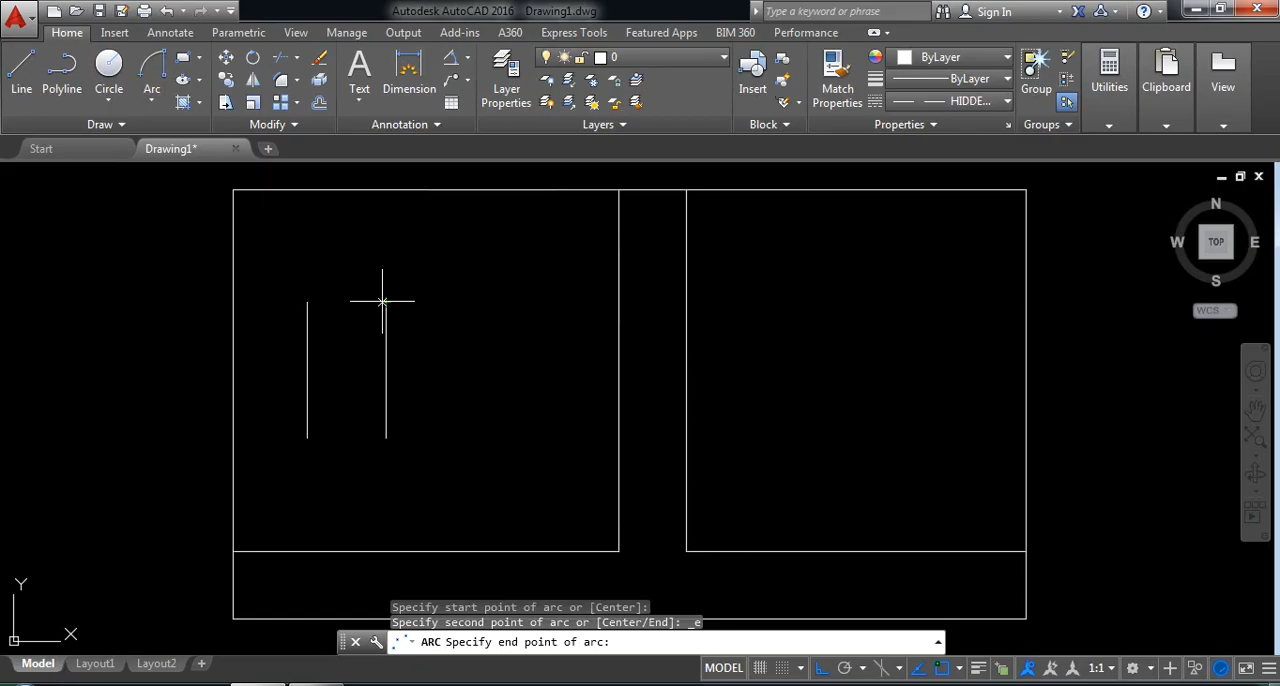 Autodesk AutoCAD 2016 Drawing1.dwg
Type a keyword or phrase
Sign In
Home Insert Annotate Parametric View Manage Output Add-ins A360 Express Tools Featured Apps BIM 360 Performance
0
ByLayer
ByLayer
HIDDE...
Line Polyline Circle Arc
Text Dimension
Layer Properties
Insert
Match Properties
Group Utilities Clipboard View
Draw Modify Annotation Layers Block Properties Groups
Start Drawing1*
N
W TOP E
S
WCS
Y
X
Specify start point of arc or [Center]:
Specify second point of arc or [Center/End]: _e
ARC Specify end point of arc:
Model Layout1 Layout2
MODEL 1:1